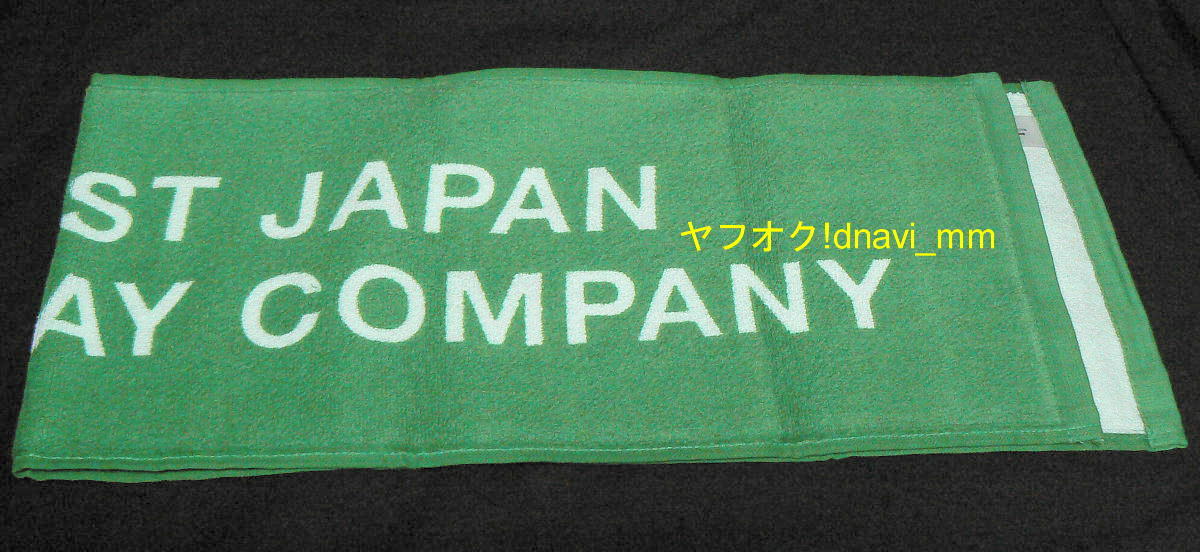 ST JAPAN
ヤフオク!dnavi_mm
AY COMPANY